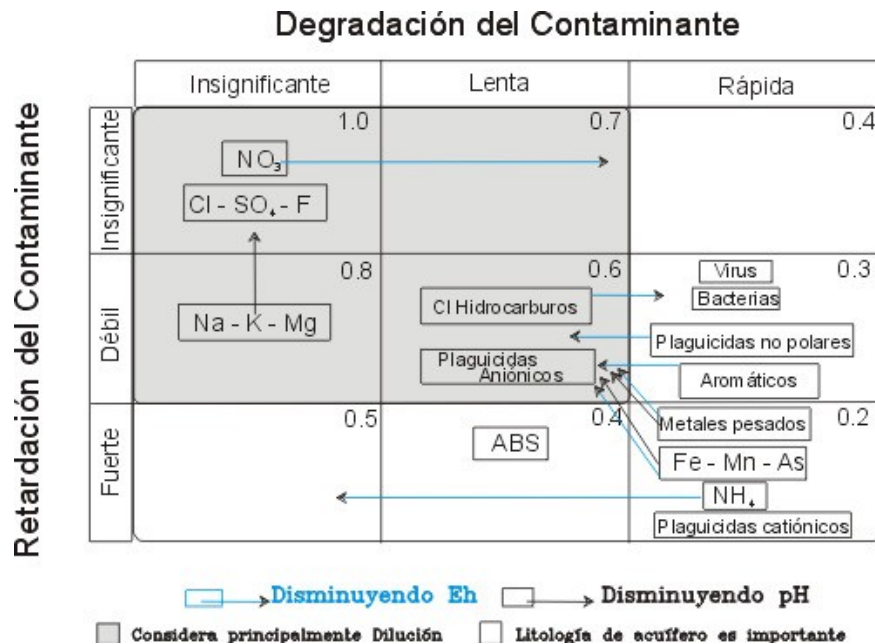 Degradación del Contaminante
Retardación del Contaminante
Insignificante
Lenta
Rápida
Insignificante
1.0
0.7
0.4
NO₃
Cl - SO₄ - F
Débil
0.8
0.6
0.3
Na - K - Mg
Cl Hidrocarburos
Plaguicidas
Aniónicos
Virus
Bacterias
Plaguicidas no polares
Aromáticos
Fuerte
0.5
0.4
0.2
ABS
Metales pesados
Fe - Mn - As
NH₄
Plaguicidas catiónicos
Disminuyendo Eh
Disminuyendo pH
Considera principalmente Dilución
Litología de acuífero es importante